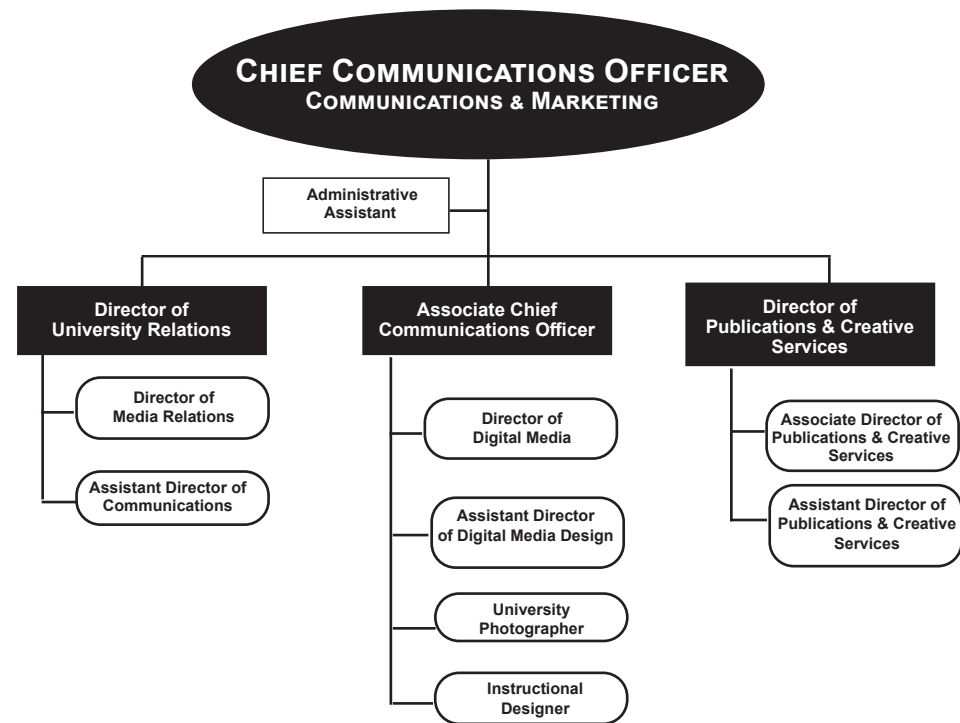 CHIEF COMMUNICATIONS OFFICER
COMMUNICATIONS & MARKETING
Administrative
Assistant
Director of
University Relations
Associate Chief
Communications Officer
Director of
Publications & Creative
Services
Director of
Media Relations
Assistant Director of
Communications
Director of
Digital Media
Assistant Director
of Digital Media Design
University
Photographer
Instructional
Designer
Associate Director of
Publications & Creative
Services
Assistant Director of
Publications & Creative
Services